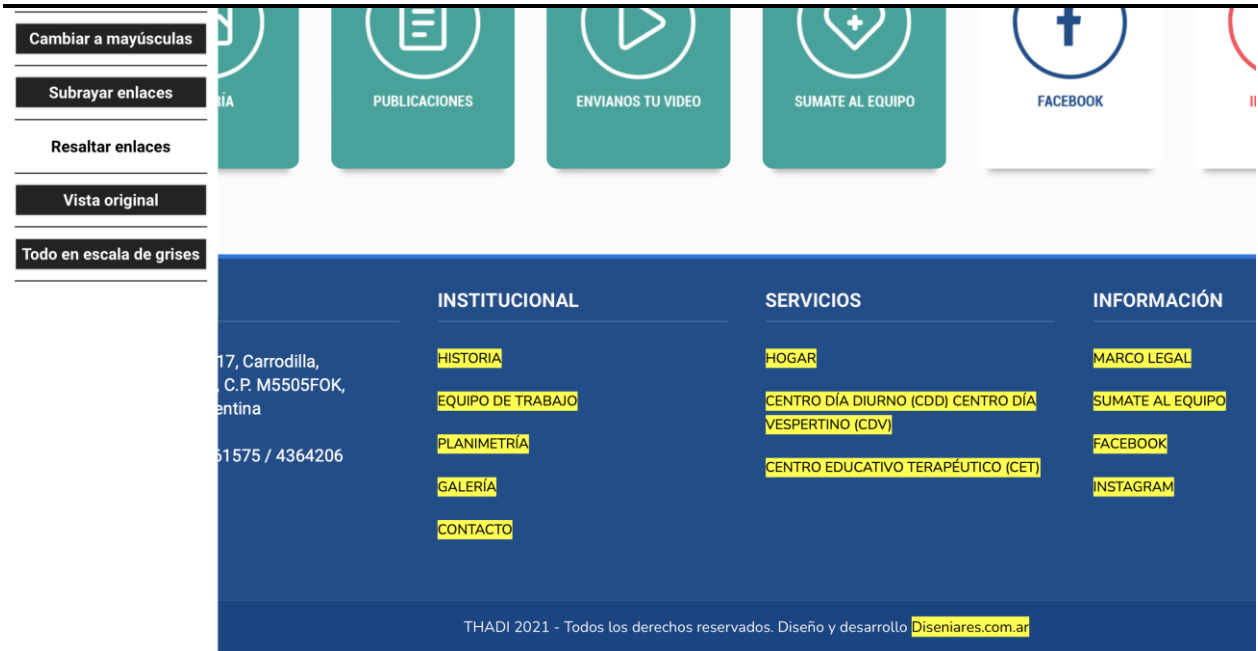 Cambiar a mayúsculas
Subrayar enlaces
Resaltar enlaces
Vista original
Todo en escala de grises
RÍA
PUBLICACIONES
ENVIANOS TU VIDEO
SUMATE AL EQUIPO
FACEBOOK
17, Carrodilla,
, C.P. M5505FOK,
entina
61575 / 4364206
INSTITUCIONAL
HISTORIA
EQUIPO DE TRABAJO
PLANIMETRÍA
GALERÍA
CONTACTO
SERVICIOS
HOGAR
CENTRO DÍA DIURNO (CDD) CENTRO DÍA
VESPERTINO (CDV)
CENTRO EDUCATIVO TERAPÉUTICO (CET)
INFORMACIÓN
MARCO LEGAL
SUMATE AL EQUIPO
FACEBOOK
INSTAGRAM
THADI 2021 - Todos los derechos reservados. Diseño y desarrollo Diseniares.com.ar